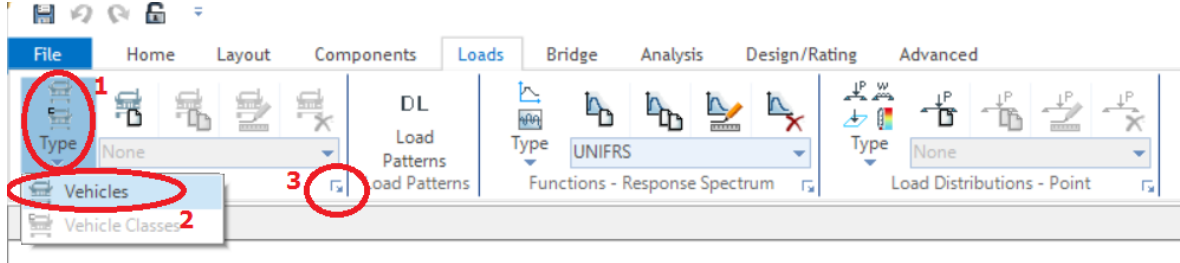 File Home Layout Components Loads Bridge Analysis Design/Rating Advanced
1
DL
P W
P
P
P
P
Type
Load
Patterns
Type
Type
None
UNIFRS
None
3
Load Patterns
Functions - Response Spectrum
Load Distributions - Point
Vehicles
Vehicle Classes
2